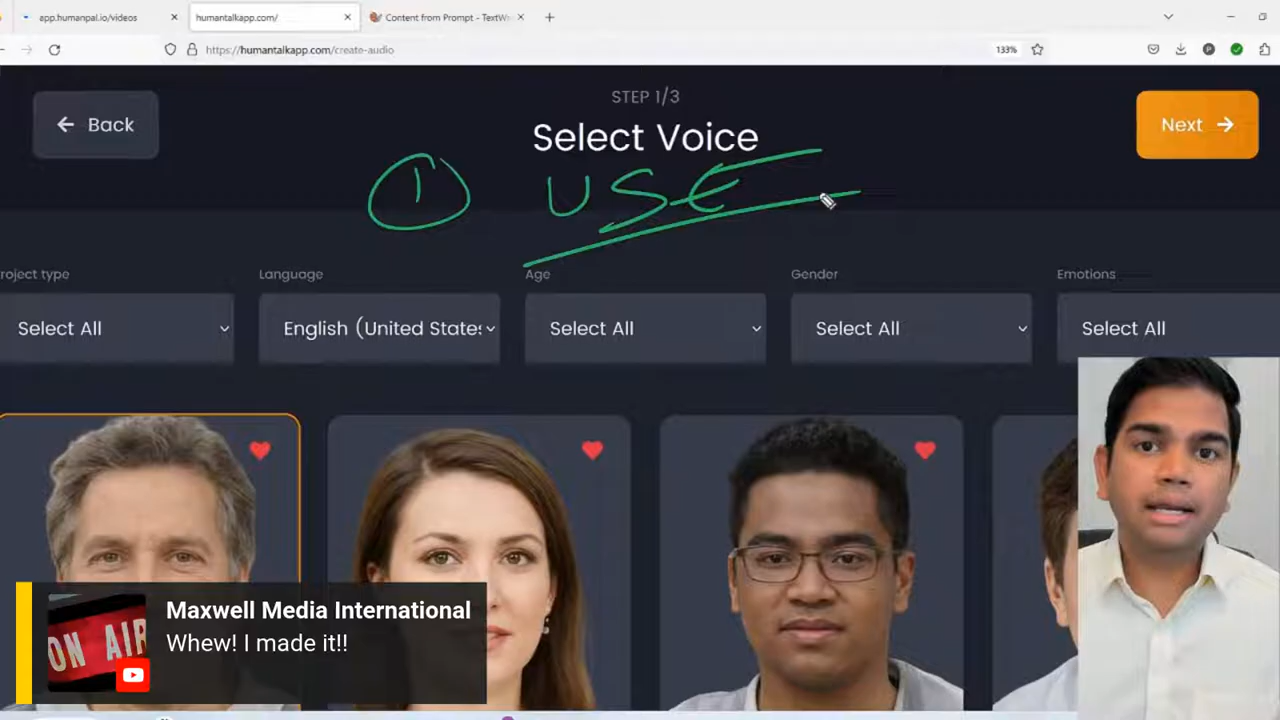 app.humanpal.io/videos
humantalkapp.com/
Content from Prompt - TextWh
https://humantalkapp.com/create-audio
133%
STEP 1/3
Back
Select Voice
Next
1 USE
roject type
Language
Age
Gender
Emotions
Select All
English (United States
Select All
Select All
Select All
ON AIR
Maxwell Media International
Whew! I made it!!